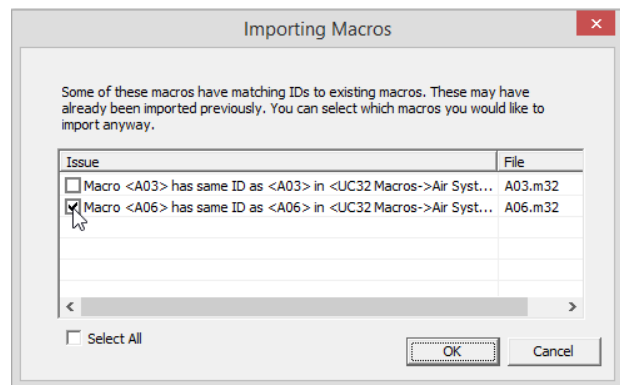 Importing Macros
Some of these macros have matching IDs to existing macros. These may have
already been imported previously. You can select which macros you would like to
import anyway.
Issue File
Macro <A03> has same ID as <A03> in <UC32 Macros->Air Syst... A03.m32
Macro <A06> has same ID as <A06> in <UC32 Macros->Air Syst... A06.m32
Select All
OK Cancel